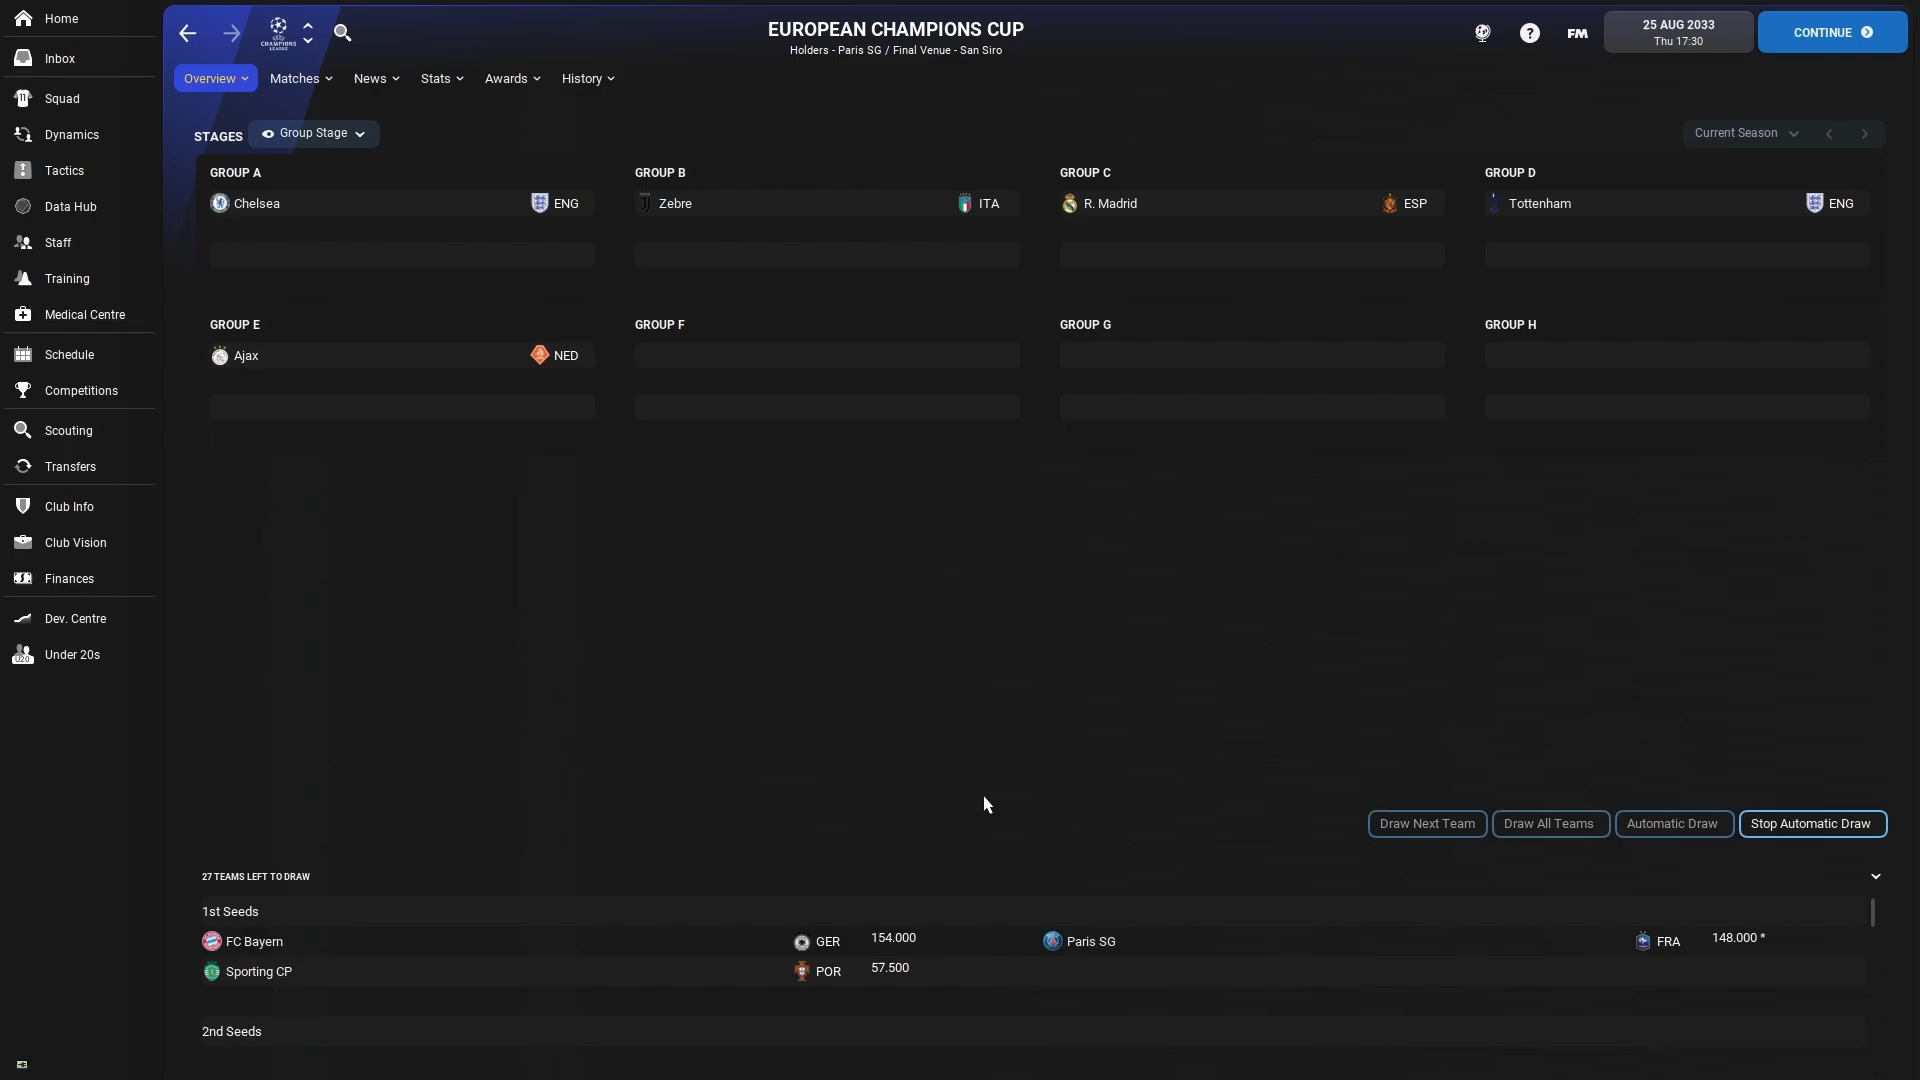 Home
Inbox
Squad
Dynamics
Tactics
Data Hub
Staff
Training
Medical Centre
Schedule
Competitions
Scouting
Transfers
Club Info
Club Vision
Finances
Dev. Centre
U20
Under 20s
CHAMPIONS LEAGUE
EUROPEAN CHAMPIONS CUP
Holders - Paris SG / Final Venue - San Siro
FM
25 AUG 2033
Thu 17:30
CONTINUE
Overview Matches News Stats Awards History
STAGES Group Stage Current Season
GROUP A GROUP B GROUP C GROUP D
Chelsea ENG Zebre ITA R. Madrid ESP Tottenham ENG
GROUP E GROUP F GROUP G GROUP H
Ajax NED
Draw Next Team Draw All Teams Automatic Draw Stop Automatic Draw
27 TEAMS LEFT TO DRAW
1st Seeds
FC Bayern GER 154.000 Paris SG FRA 148.000 *
Sporting CP POR 57.500
2nd Seeds